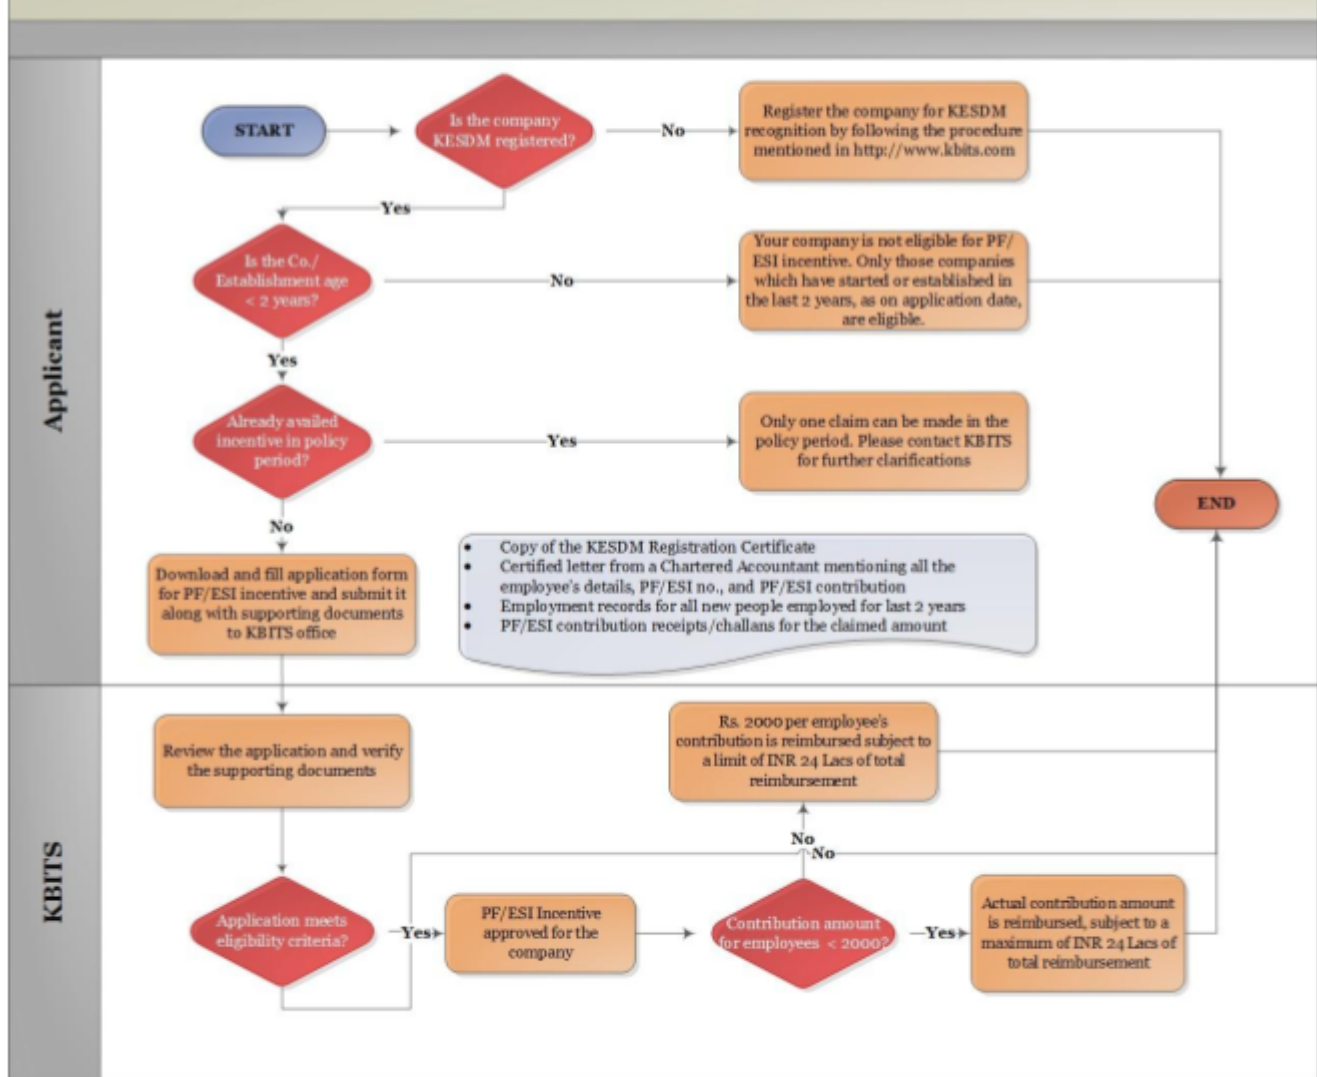 START
Is the company
KESDM registered?
No
Register the company for KESDM
recognition by following the procedure
mentioned in http://www.kbits.com
Yes
Applicant
Is the Co./
Establishment age
< 2 years?
No
Your company is not eligible for PF/
ESI incentive. Only those companies
which have started or established in
the last 2 years, as on application date,
are eligible.
Yes
Already availed
incentive in policy
period?
Yes
Only one claim can be made in the
policy period. Please contact KBITS
for further clarifications
END
No
Download and fill application form
for PF/ESI incentive and submit it
along with supporting documents
to KBITS office
• Copy of the KESDM Registration Certificate
• Certified letter from a Chartered Accountant mentioning all the
employee's details, PF/ESI no., and PF/ESI contribution
• Employment records for all new people employed for last 2 years
• PF/ESI contribution receipts/challans for the claimed amount
KBITS
Review the application and verify
the supporting documents
Rs. 2000 per employee's
contribution is reimbursed subject to
a limit of INR 24 Lacs of total
reimbursement
No
No
Application meets
eligibility criteria?
Yes
PF/ESI Incentive
approved for the
company
Contribution amount
for employees < 2000?
Yes
Actual contribution amount
is reimbursed, subject to a
maximum of INR 24 Lacs of
total reimbursement